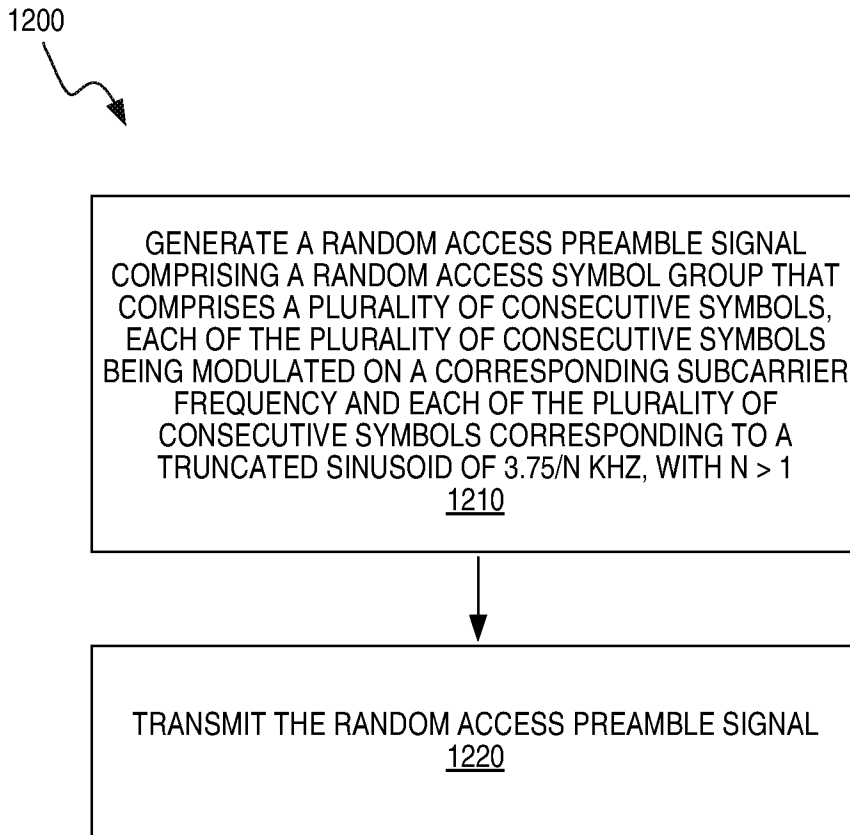 1200
GENERATE A RANDOM ACCESS PREAMBLE SIGNAL
COMPRISING A RANDOM ACCESS SYMBOL GROUP THAT
COMPRISES A PLURALITY OF CONSECUTIVE SYMBOLS,
EACH OF THE PLURALITY OF CONSECUTIVE SYMBOLS
BEING MODULATED ON A CORRESPONDING SUBCARRIER
FREQUENCY AND EACH OF THE PLURALITY OF
CONSECUTIVE SYMBOLS CORRESPONDING TO A
TRUNCATED SINUSOID OF 3.75/N KHZ, WITH N > 1
1210
TRANSMIT THE RANDOM ACCESS PREAMBLE SIGNAL
1220